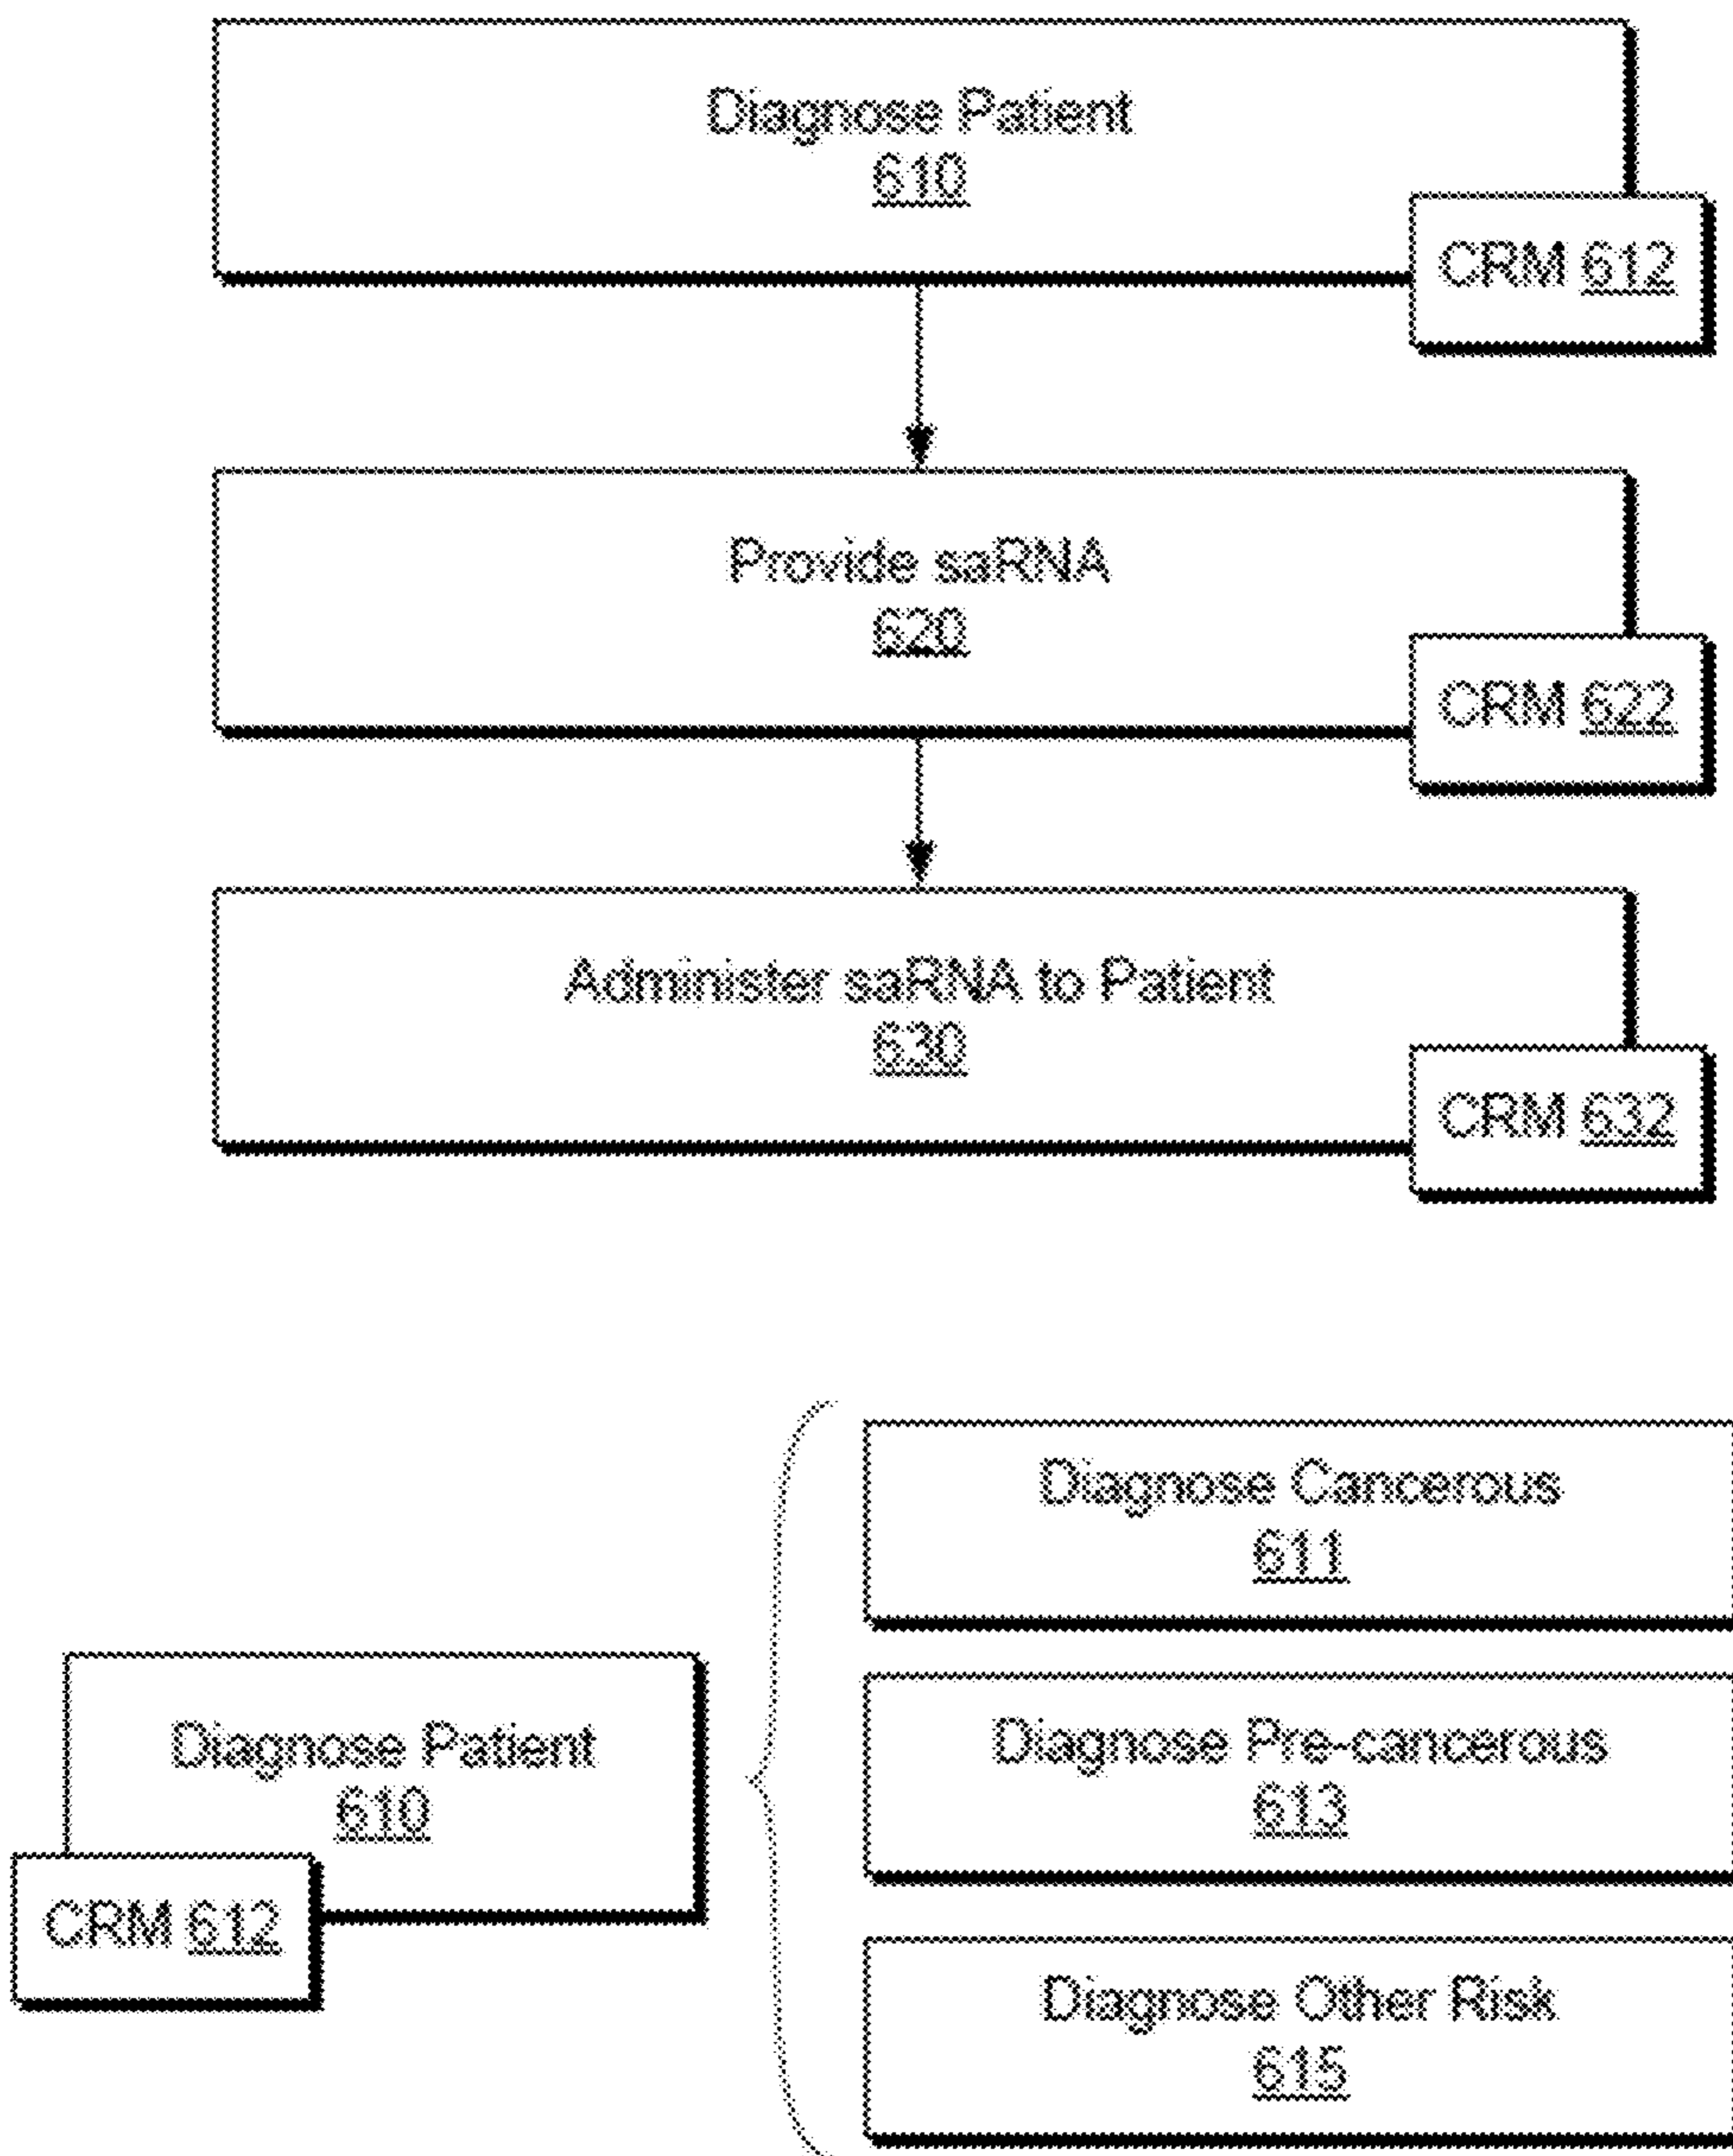 Diagnose Patient
610
CRM 612
Provide saRNA
620
CRM 622
Administer saRNA to Patient
630
CRM 632
Diagnose Cancerous
611
Diagnose Patient
610
CRM 612
Diagnose Pre-cancerous
613
Diagnose Other Risk
615